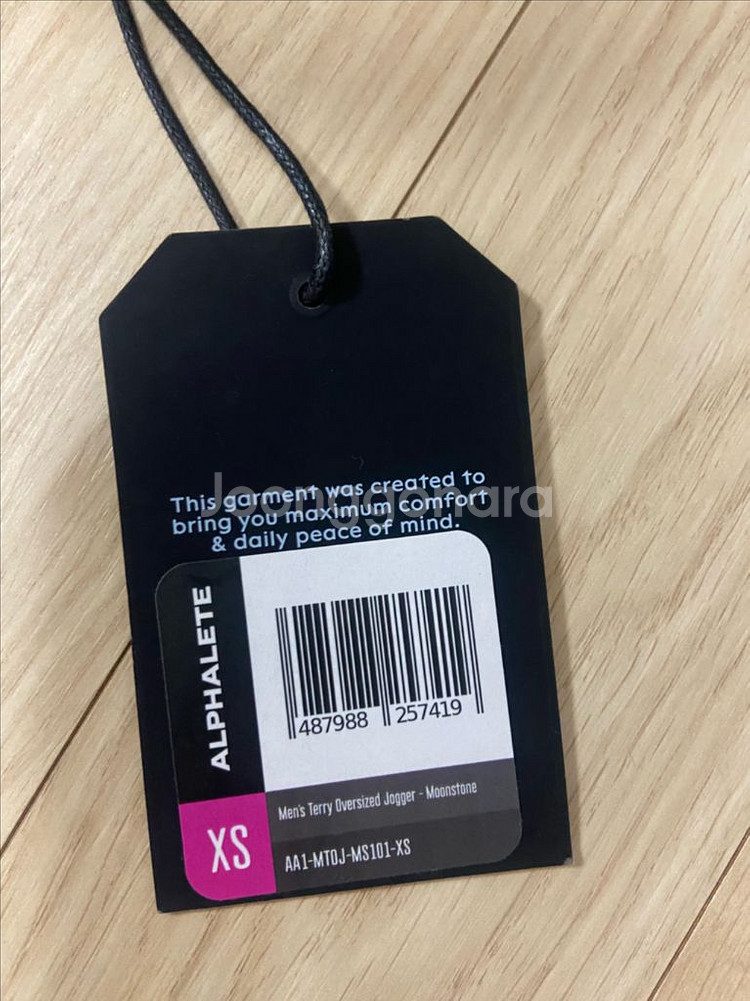 This garment was created to
bring you maximum comfort
& daily peace of mind.
Joonggonara
ALPHALETE
487988 257419
Men's Terry Oversized Jogger - Moonstone
XS
AA1-MTOJ-MS101-XS